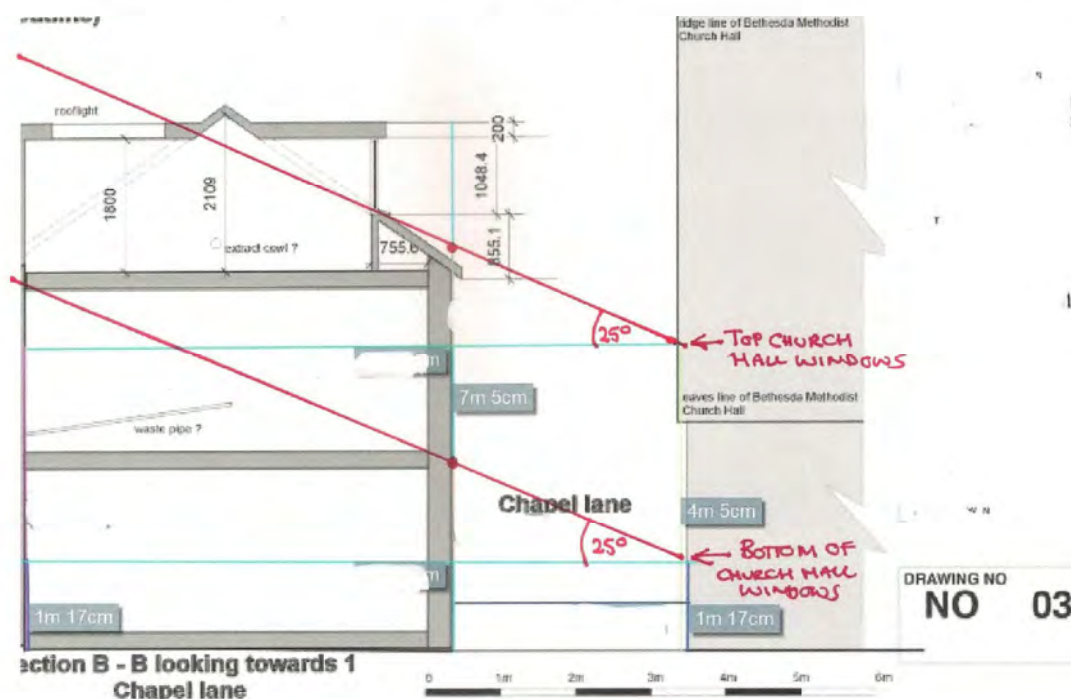 ridge line of Bethesda Methodist
Church Hall
rooflight
200
1048.4
1800
2109
extract cowl ?
755.6
855.1
25°
TOP CHURCH
HALL WINDOWS
m
7m 5cm
eaves line of Bethesda Methodist
Church Hall
waste pipe ?
Chapel lane
4m 5cm
25°
BOTTOM OF
CHURCH HALL
WINDOWS
m
1m 17cm
1m 17cm
DRAWING NO
NO 03
ection B - B looking towards 1
Chapel lane
0 1m 2m 3m 4m 5m 6m